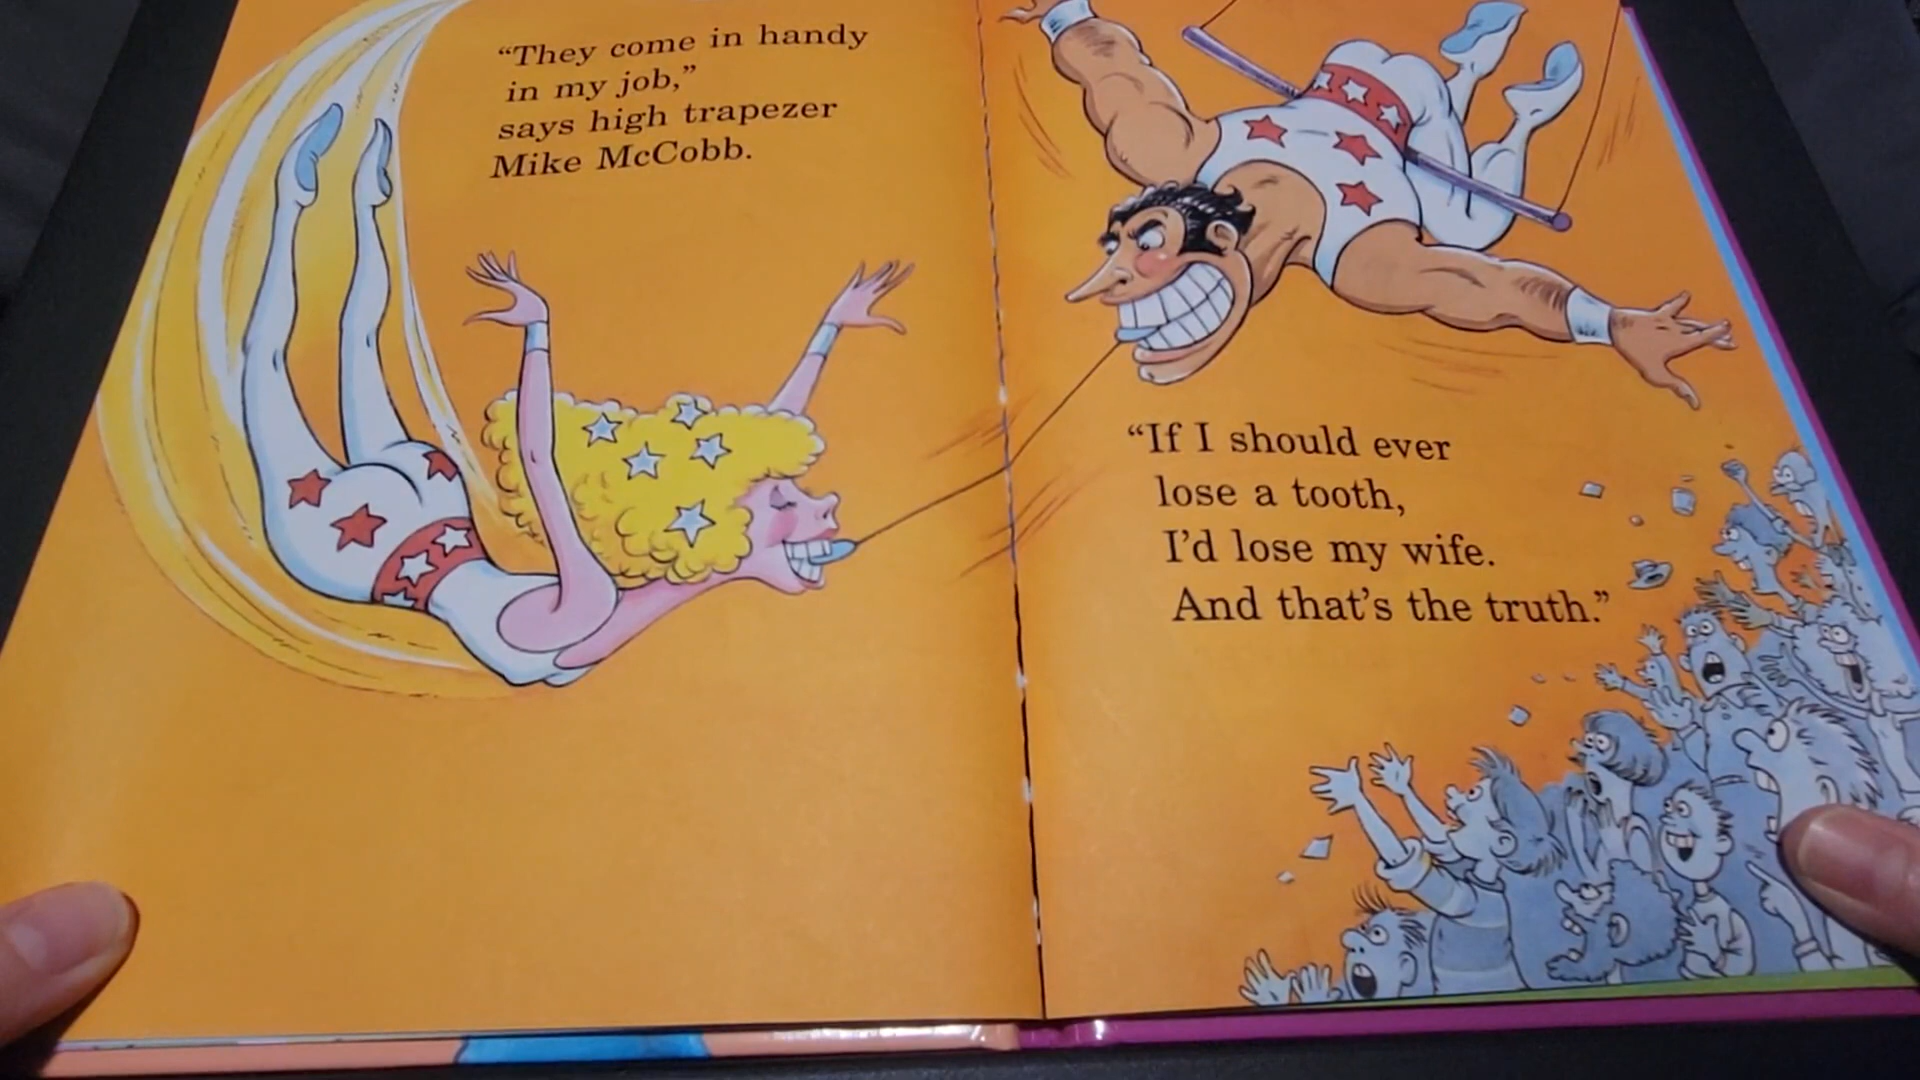 “They come in handy
in my job,”
says high trapezer
Mike McCobb.
“If I should ever
lose a tooth,
I’d lose my wife.
And that’s the truth.”